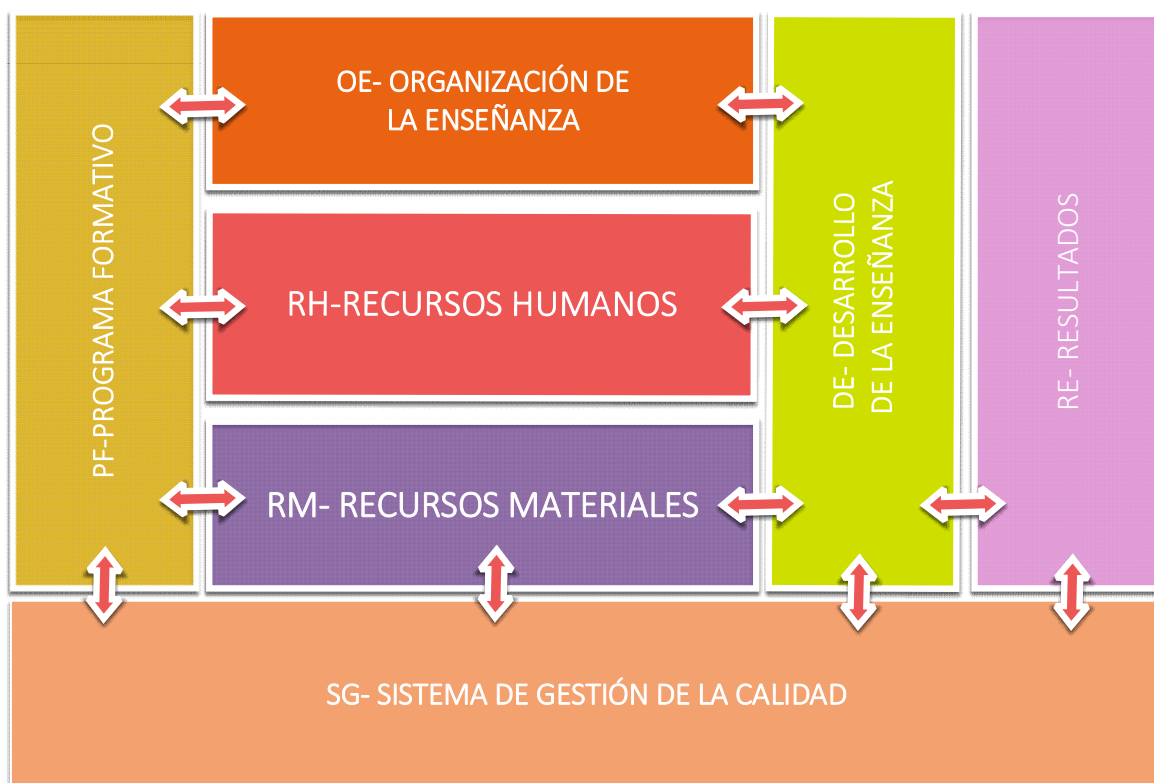 PF-PROGRAMA FORMATIVO
OE- ORGANIZACIÓN DE
LA ENSEÑANZA
RH-RECURSOS HUMANOS
RM- RECURSOS MATERIALES
DE- DESARROLLO
DE LA ENSEÑANZA
RE- RESULTADOS
SG- SISTEMA DE GESTIÓN DE LA CALIDAD